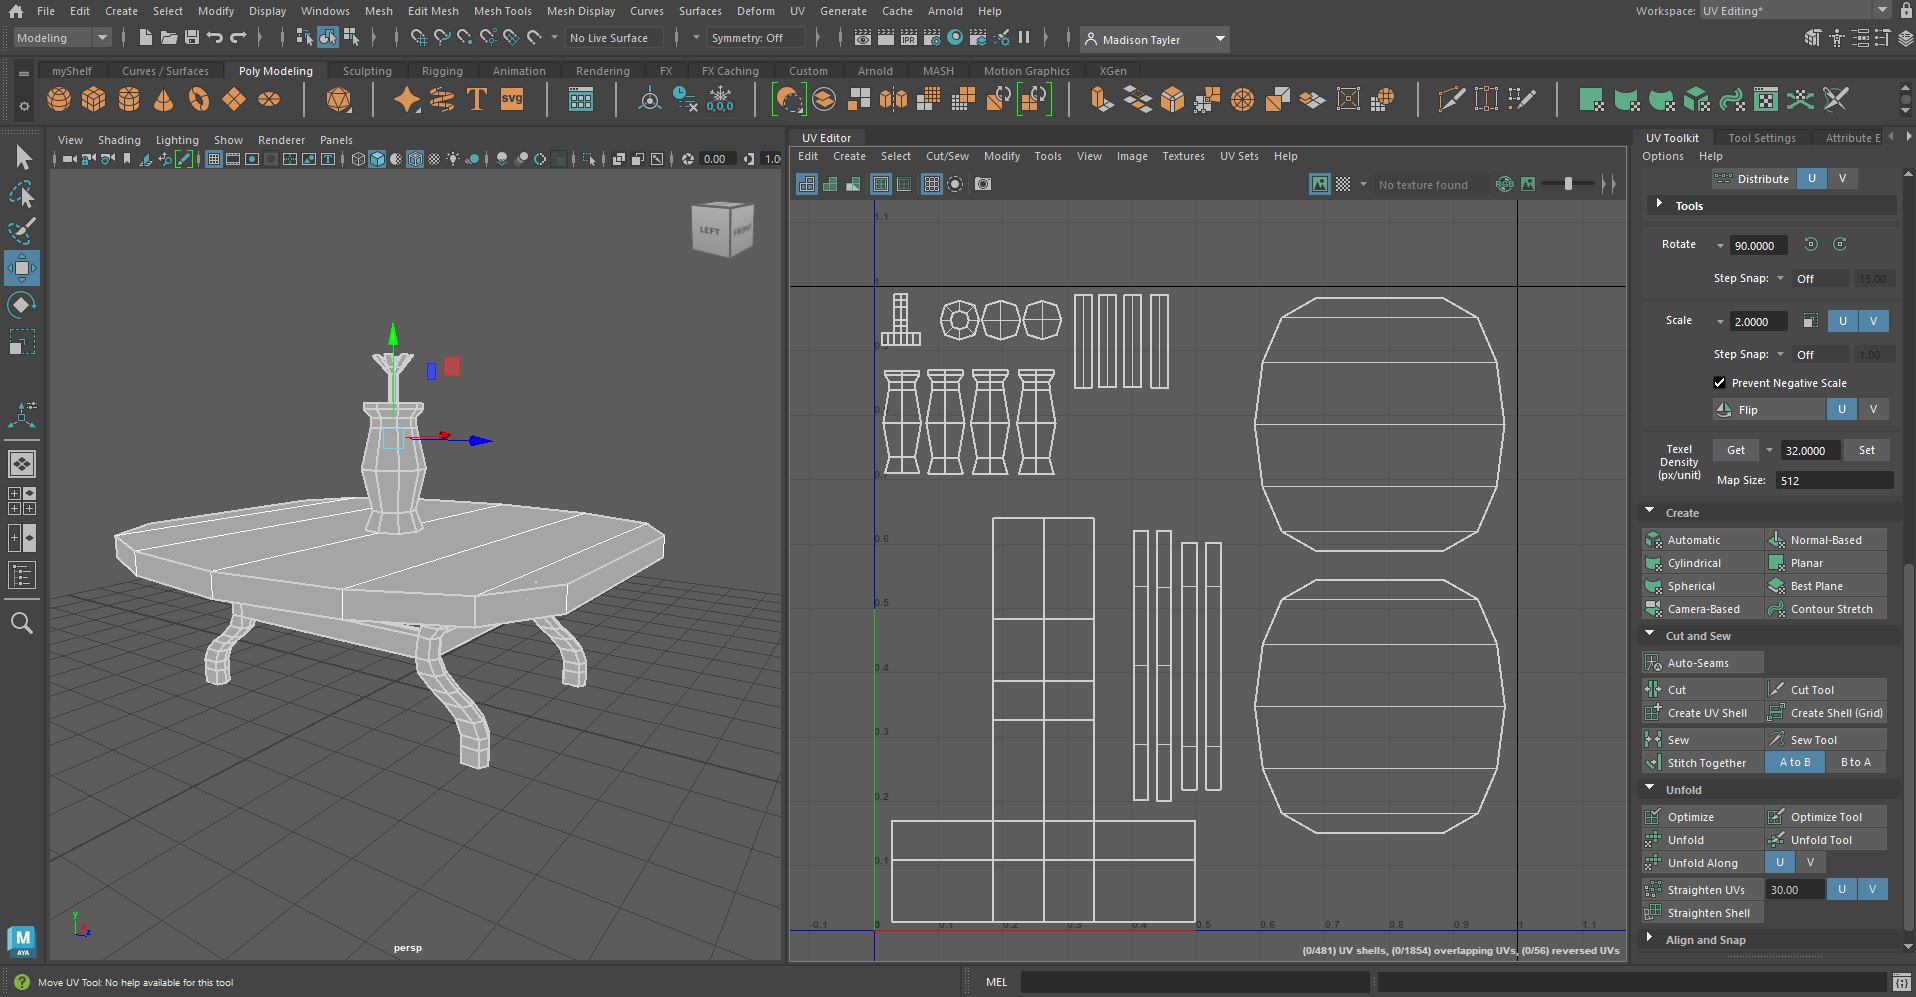 File Edit Create Select Modify Display Windows Mesh Edit Mesh Mesh Tools Mesh Display Curves Surfaces Deform UV Generate Cache Arnold Help
Workspace: UV Editing*
Modeling No Live Surface Symmetry: Off IPR Madison Tayler
myShelf Curves / Surfaces Poly Modeling Sculpting Rigging Animation Rendering FX FX Caching Custom Arnold MASH Motion Graphics XGen
T SVG 0,0,0
View Shading Lighting Show Renderer Panels
0.00 1.0
LEFT FRONT
persp
y
z
UV Editor
Edit Create Select Cut/Sew Modify Tools View Image Textures UV Sets Help
No texture found RGB
1.1
1
0.9
0.8
0.7
0.6
0.5
0.4
0.3
0.2
0.1
-0.1 0 0.1 0.2 0.3 0.4 0.5 0.6 0.7 0.8 0.9 1 1.1
(0/481) UV shells, (0/1854) overlapping UVs, (0/56) reversed UVs
UV Toolkit Tool Settings Attribute E
Options Help
Distribute U V
Tools
Rotate 90.0000
Step Snap: Off 15.00
Scale 2.0000 U V
Step Snap: Off 1.00
Prevent Negative Scale
Flip U V
Texel Density (px/unit) Get 32.0000 Set
Map Size: 512
Create
Automatic Normal-Based
Cylindrical Planar
Spherical Best Plane
Camera-Based Contour Stretch
Cut and Sew
Auto-Seams
Cut Cut Tool
Create UV Shell Create Shell (Grid)
Sew Sew Tool
Stitch Together A to B B to A
Unfold
Optimize Optimize Tool
Unfold Unfold Tool
Unfold Along U V
Straighten UVs 30.00 U V
Straighten Shell
Align and Snap
M
AYA
Move UV Tool: No help available for this tool
MEL